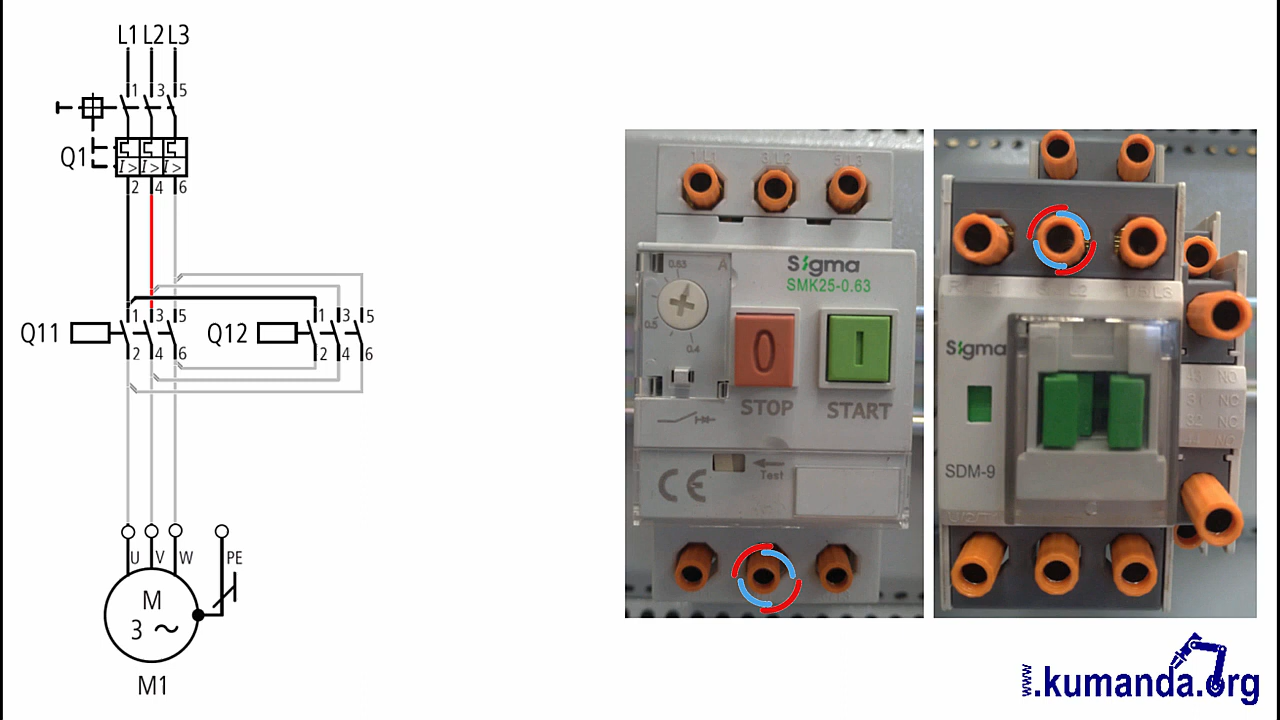 L1 L2 L3
1 3 5
Q1
I> I> I>
2 4 6
1 3 5
1 3 5
Q11
Q12
2 4 6
2 4 6
U V W PE
M
3 ~
M1
1 L1 3 L2 5 L3
A
0.63
0.5
0.4
Sigma
SMK25-0.63
0
I
STOP
START
CE
Test
Sigma
SDM-9
NO
31 NC
32 NC
NO
www.kumanda.org